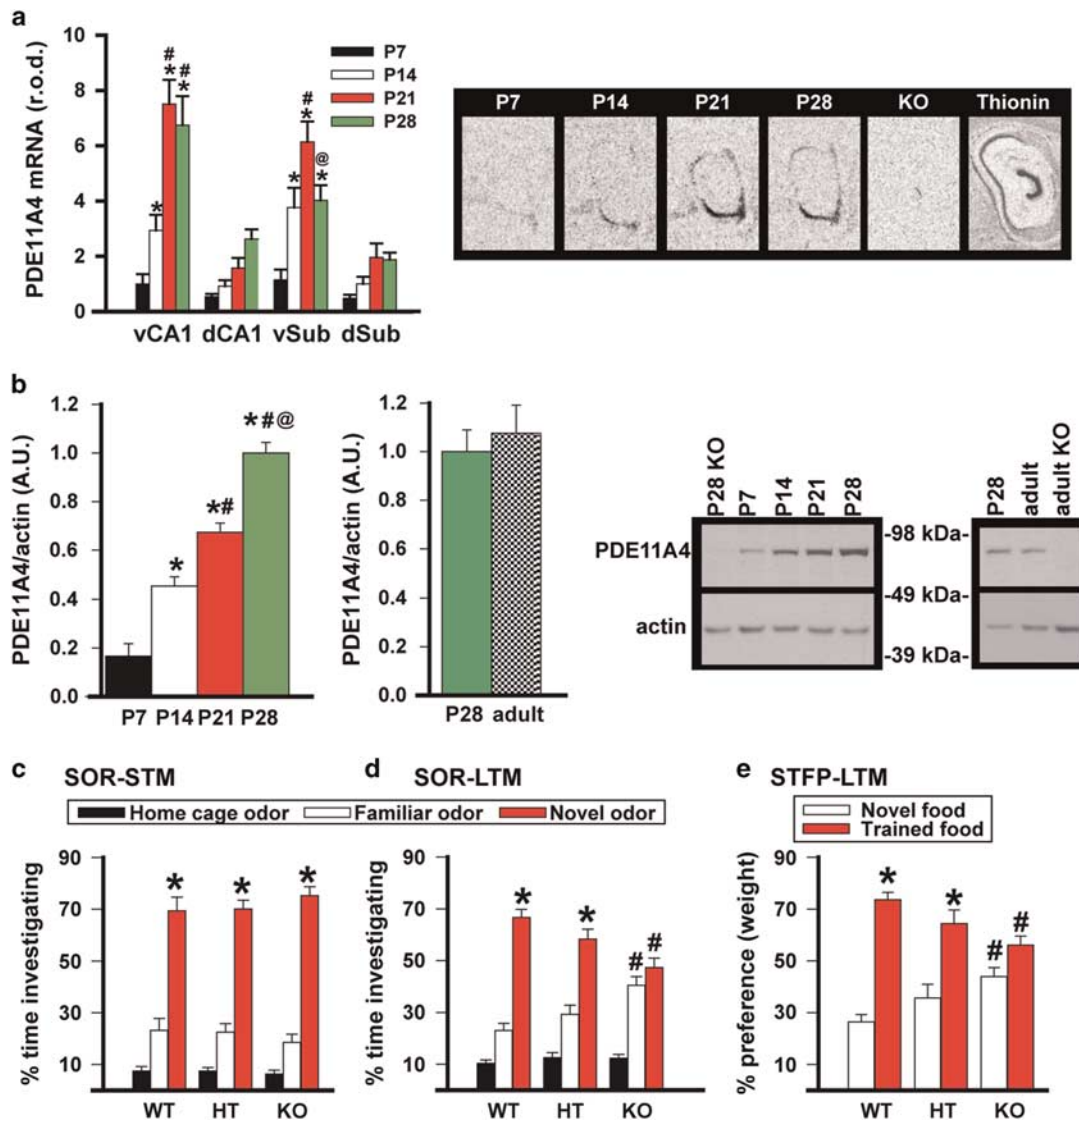 a
PDE11A4 mRNA (r.o.d.)
10
8
6
4
2
0
P7
P14
P21
P28
*
#
*
#
*
*
#
*
@
*
vCA1 dCA1 vSub dSub
P7 P14 P21 P28 KO Thionin
b
PDE11A4/actin (A.U.)
1.2
1.0
0.8
0.6
0.4
0.2
0.0
*
*#
*#@
P7 P14 P21 P28
PDE11A4/actin (A.U.)
1.2
1.0
0.8
0.6
0.4
0.2
0.0
P28 adult
P28 KO
P7
P14
P21
P28
P28
adult
adult KO
PDE11A4
actin
-98 kDa-
-49 kDa-
-39 kDa-
c SOR-STM
d SOR-LTM
Home cage odor Familiar odor Novel odor
% time investigating
90
70
50
30
10
* * *
WT HT KO
% time investigating
90
70
50
30
10
* * # #
WT HT KO
e STFP-LTM
Novel food
Trained food
% preference (weight)
90
70
50
30
10
* * # #
WT HT KO